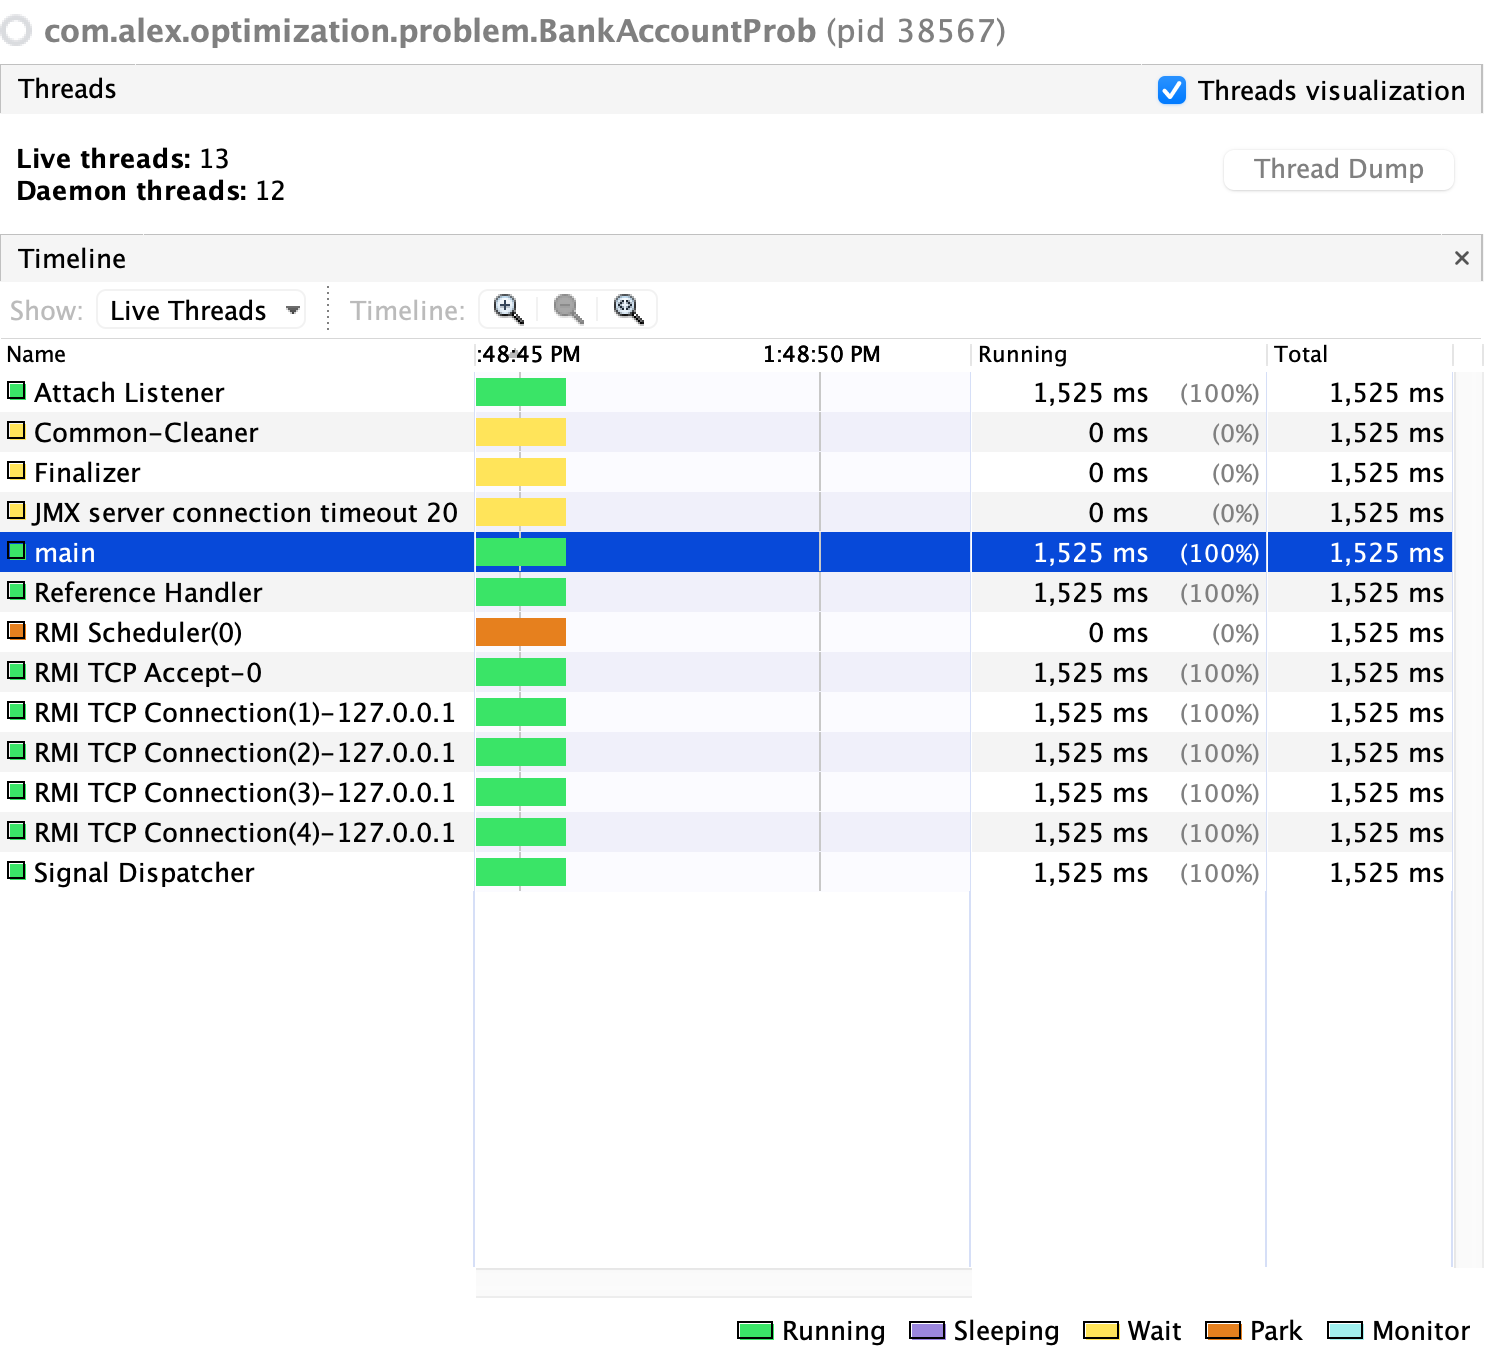 com.alex.optimization.problem.BankAccountProb (pid 38567)
Threads
Threads visualization
Live threads: 13
Daemon threads: 12
Thread Dump
Timeline
Show: Live Threads Timeline:
Name :48:45 PM 1:48:50 PM Running Total
Attach Listener 1,525 ms (100%) 1,525 ms
Common-Cleaner 0 ms (0%) 1,525 ms
Finalizer 0 ms (0%) 1,525 ms
JMX server connection timeout 20 0 ms (0%) 1,525 ms
main 1,525 ms (100%) 1,525 ms
Reference Handler 1,525 ms (100%) 1,525 ms
RMI Scheduler(0) 0 ms (0%) 1,525 ms
RMI TCP Accept-0 1,525 ms (100%) 1,525 ms
RMI TCP Connection(1)-127.0.0.1 1,525 ms (100%) 1,525 ms
RMI TCP Connection(2)-127.0.0.1 1,525 ms (100%) 1,525 ms
RMI TCP Connection(3)-127.0.0.1 1,525 ms (100%) 1,525 ms
RMI TCP Connection(4)-127.0.0.1 1,525 ms (100%) 1,525 ms
Signal Dispatcher 1,525 ms (100%) 1,525 ms
Running Sleeping Wait Park Monitor